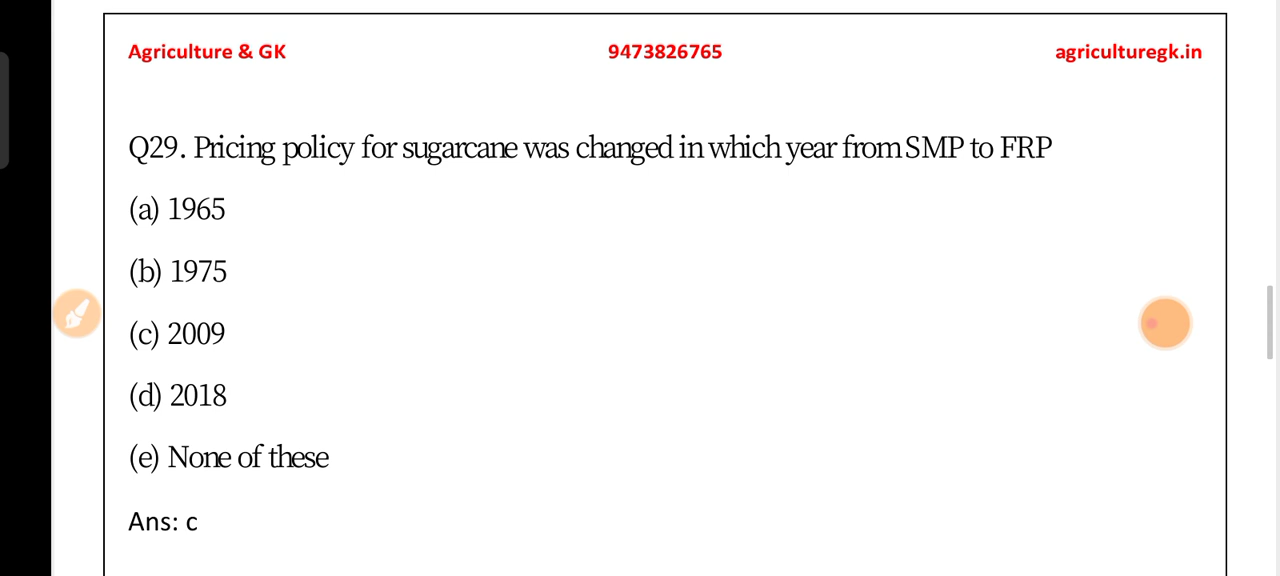 Agriculture & GK 9473826765 agriculturegk.in
Q29. Pricing policy for sugarcane was changed in which year from SMP to FRP
(a) 1965
(b) 1975
(c) 2009
(d) 2018
(e) None of these
Ans: c